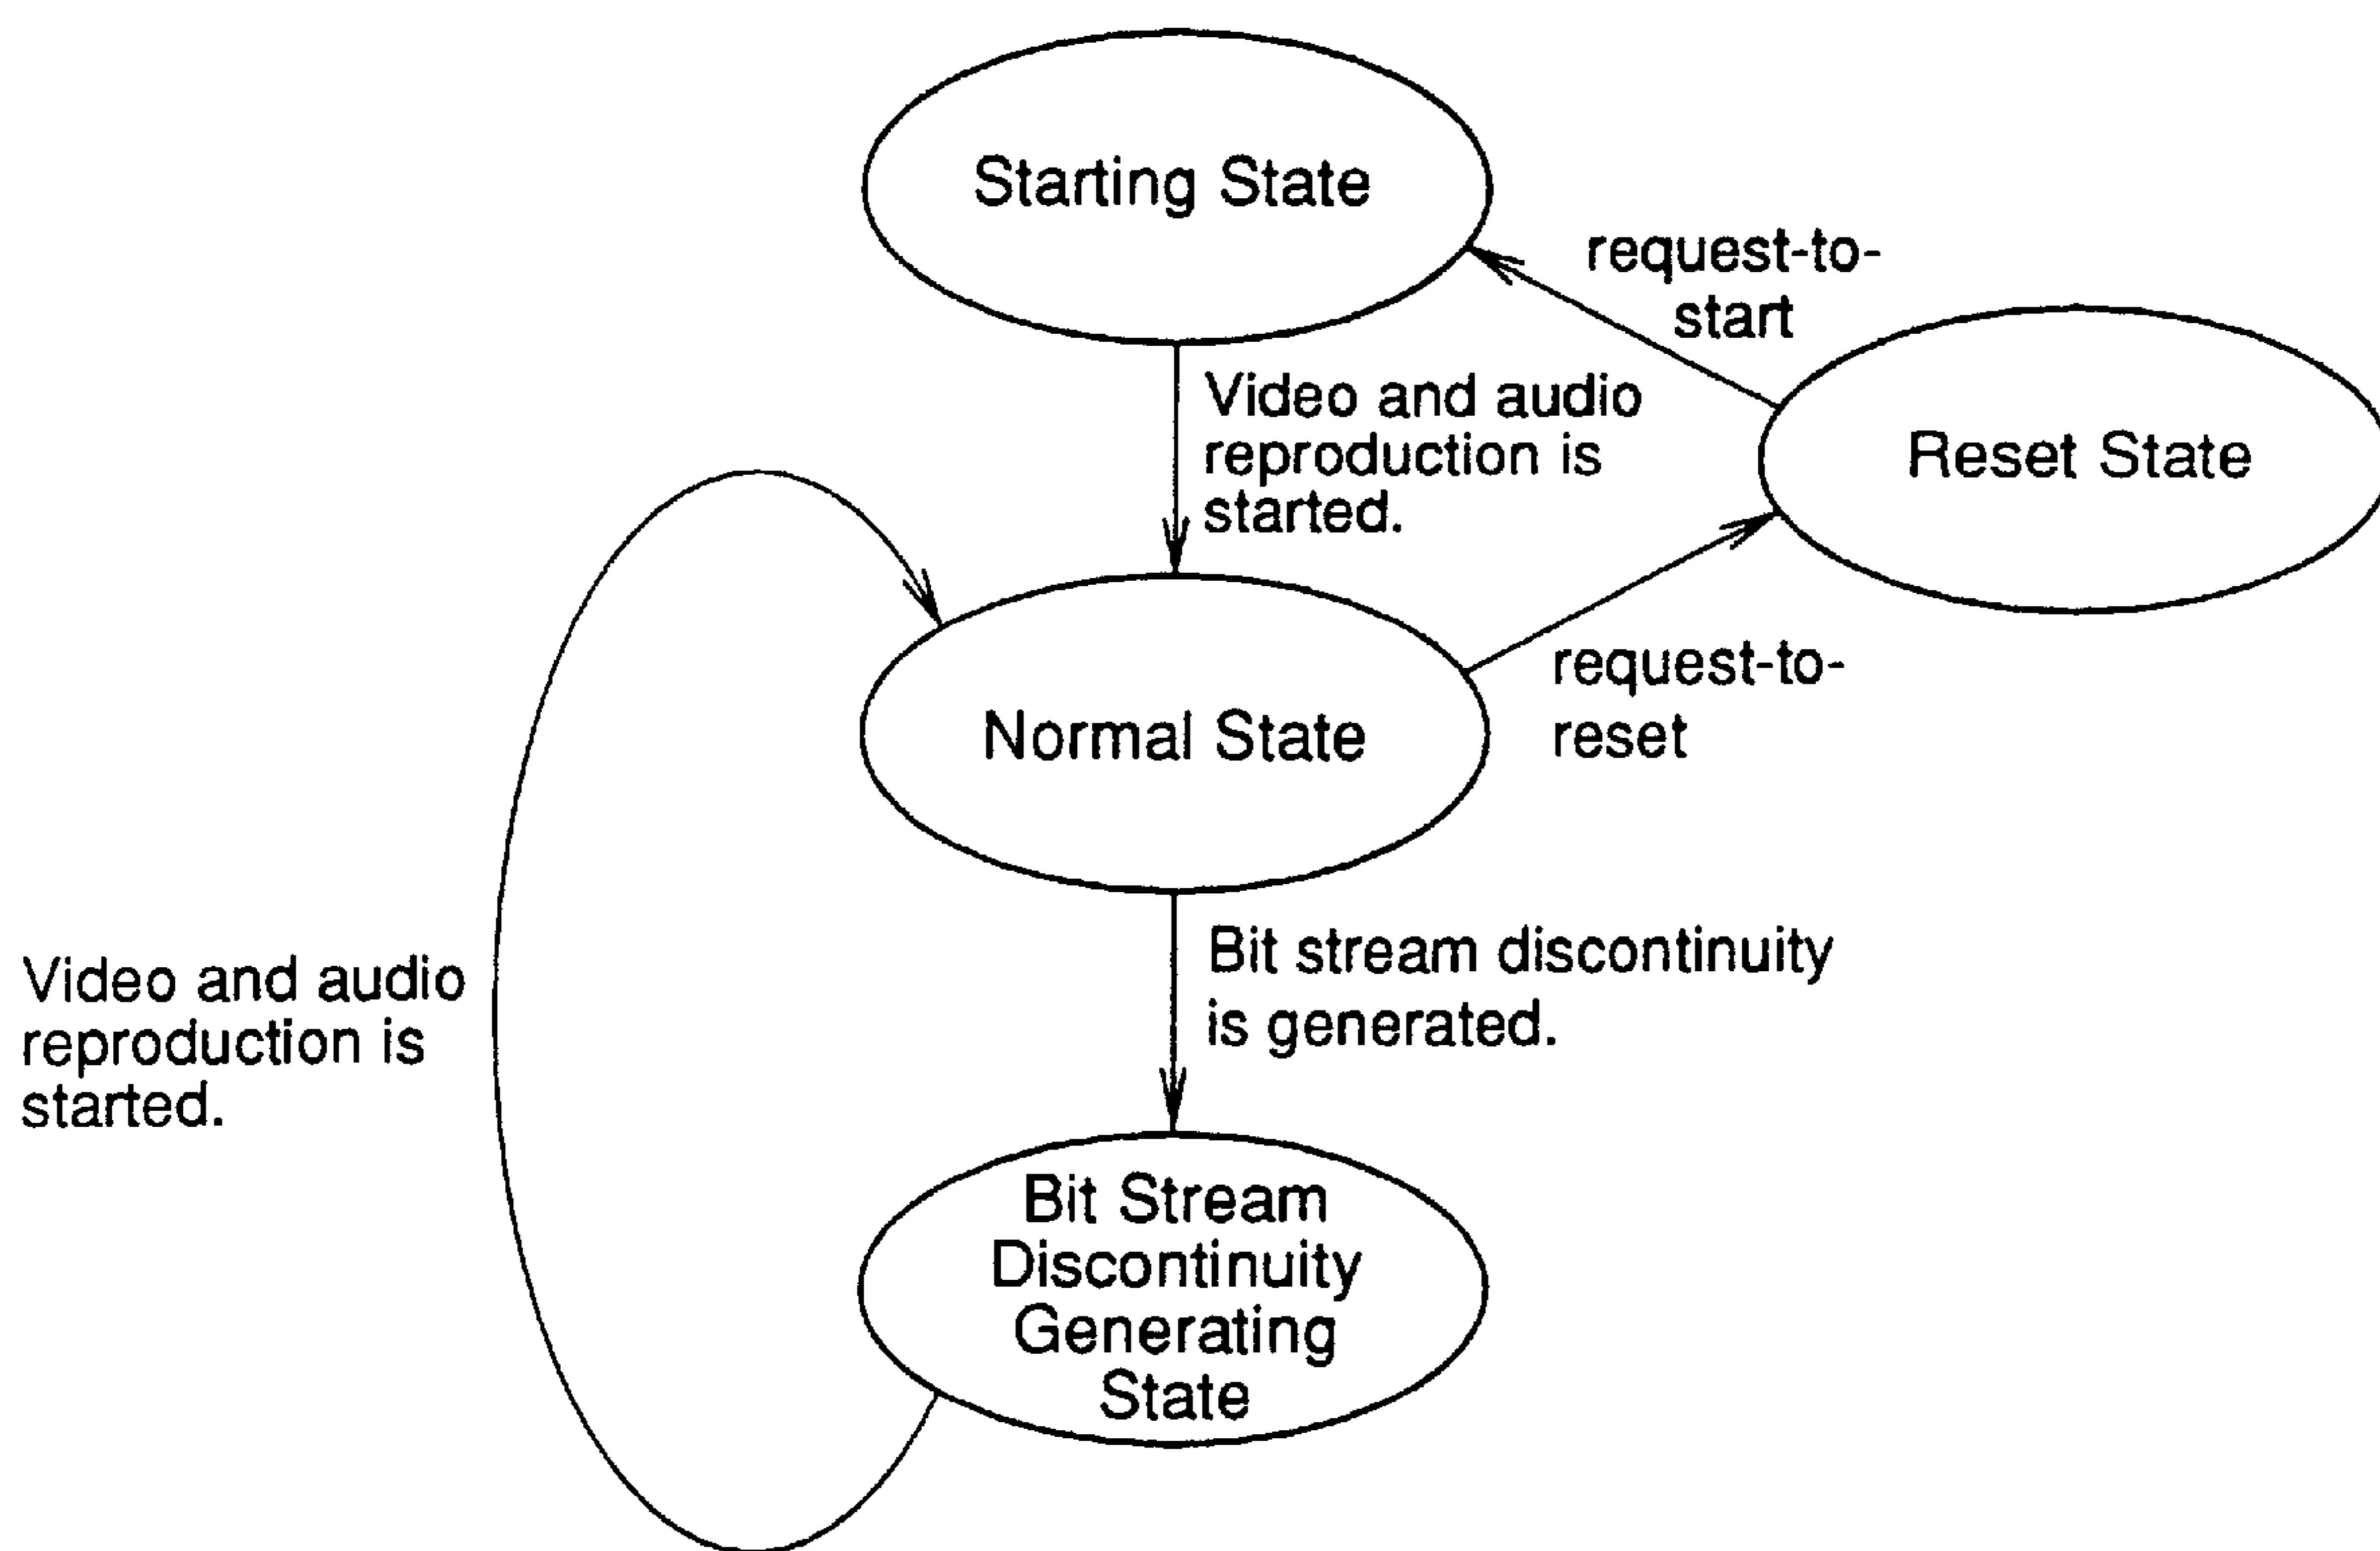 Starting State
request-to-
start
Video and audio
reproduction is
started.
Reset State
request-to-
reset
Normal State
Bit stream discontinuity
is generated.
Video and audio
reproduction is
started.
Bit Stream
Discontinuity
Generating
State